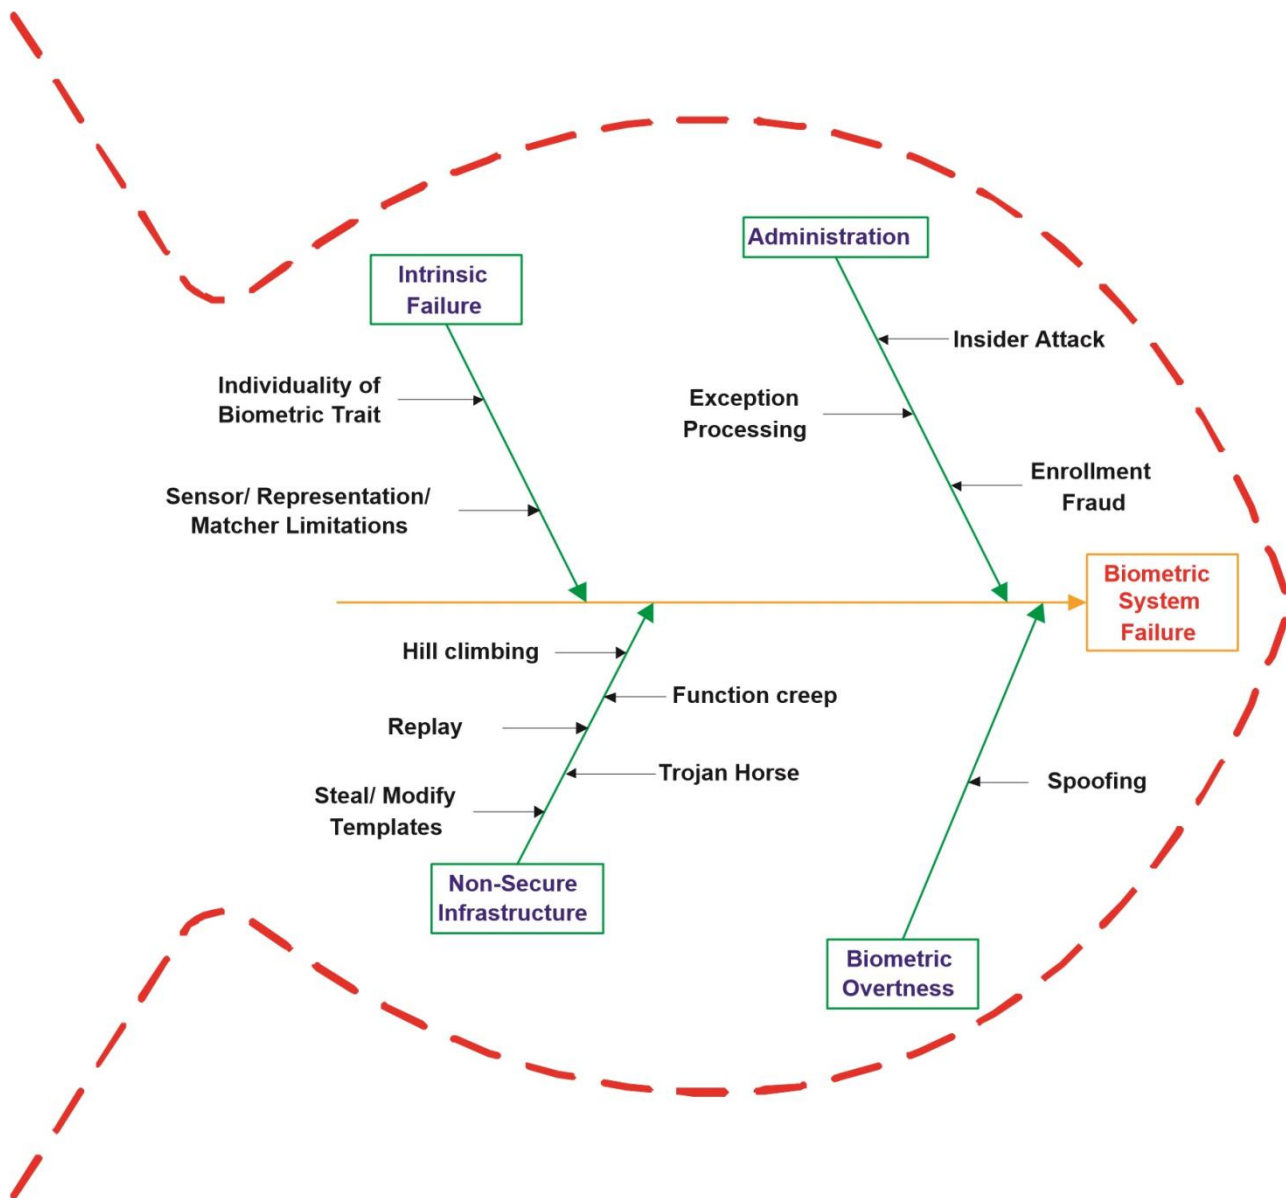 Administration
Intrinsic
Failure
Insider Attack
Individuality of
Biometric Trait
Exception
Processing
Enrollment
Fraud
Sensor/ Representation/
Matcher Limitations
Biometric
System
Failure
Hill climbing
Function creep
Replay
Trojan Horse
Spoofing
Steal/ Modify
Templates
Non-Secure
Infrastructure
Biometric
Overtness